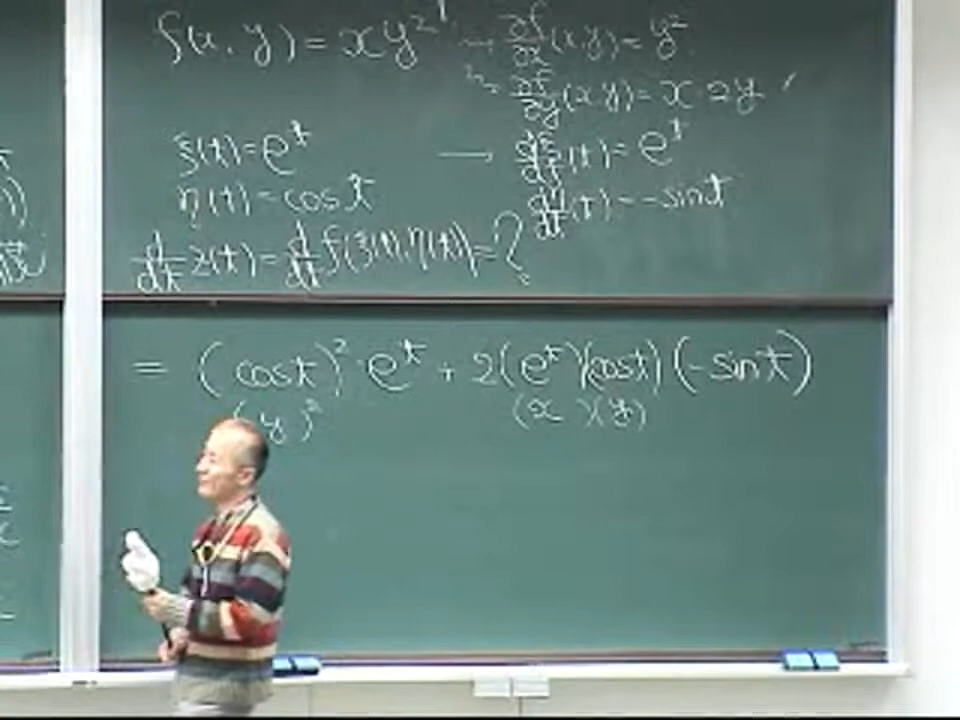 f(x, y) = xy² → ∂f/∂x (x, y) = y²
∂f/∂y (x, y) = x 2y
ξ(t) = e^t → dξ/dt (t) = e^t
η(t) = cos t dη/dt (t) = -sin t
d/dt z(t) = d/dt f(ξ(t), η(t)) = ?
= (cos t)² · e^t + 2(e^t)(cos t)(-sin t)
(y)² (x)(y)